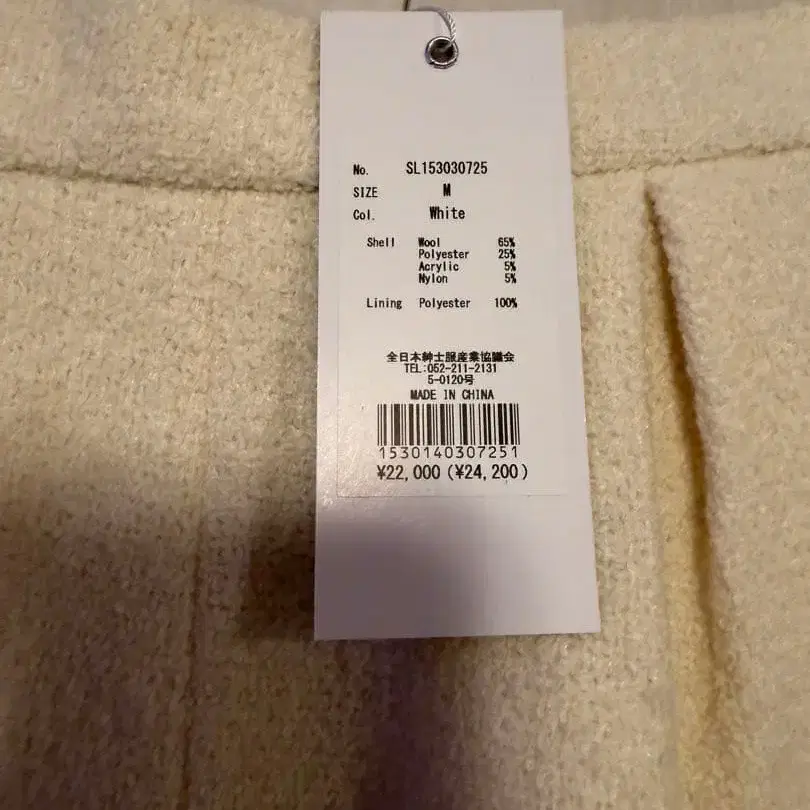 No. SL153030725
SIZE M
Col. White
Shell Wool 65%
Polyester 25%
Acrylic 5%
Nylon 5%
Lining Polyester 100%
全日本紳士服産業協議会
TEL:052-211-2131
5-0120号
MADE IN CHINA
1530140307251
¥22,000 (¥24,200)